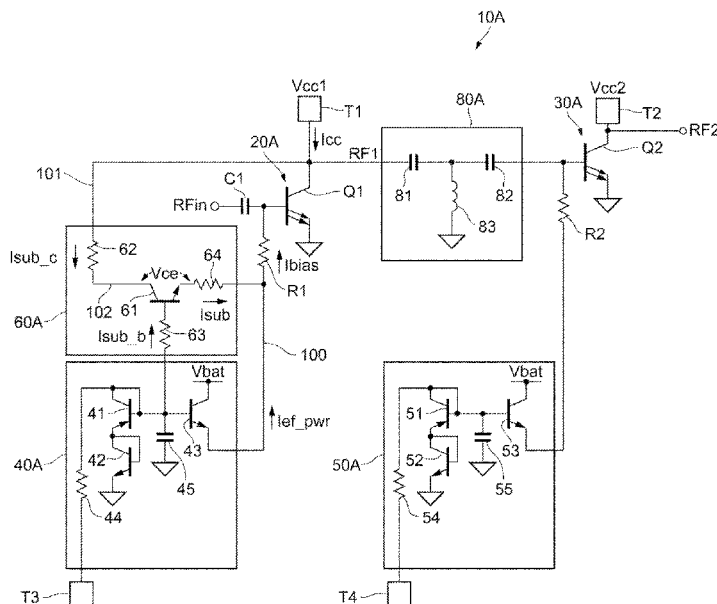 10A
Vcc1
T1
Icc
80A
Vcc2
30A
T2
RF2
20A
RF1
Q2
101
C1
Q1
81
82
RFin
83
R2
Isub_c
62
Vce
64
Ibias
R1
102
61
Isub
60A
Isub_b
63
100
Vbat
Vbat
41
51
Ief_pwr
43
53
40A
42
50A
52
45
55
44
54
T3
T4